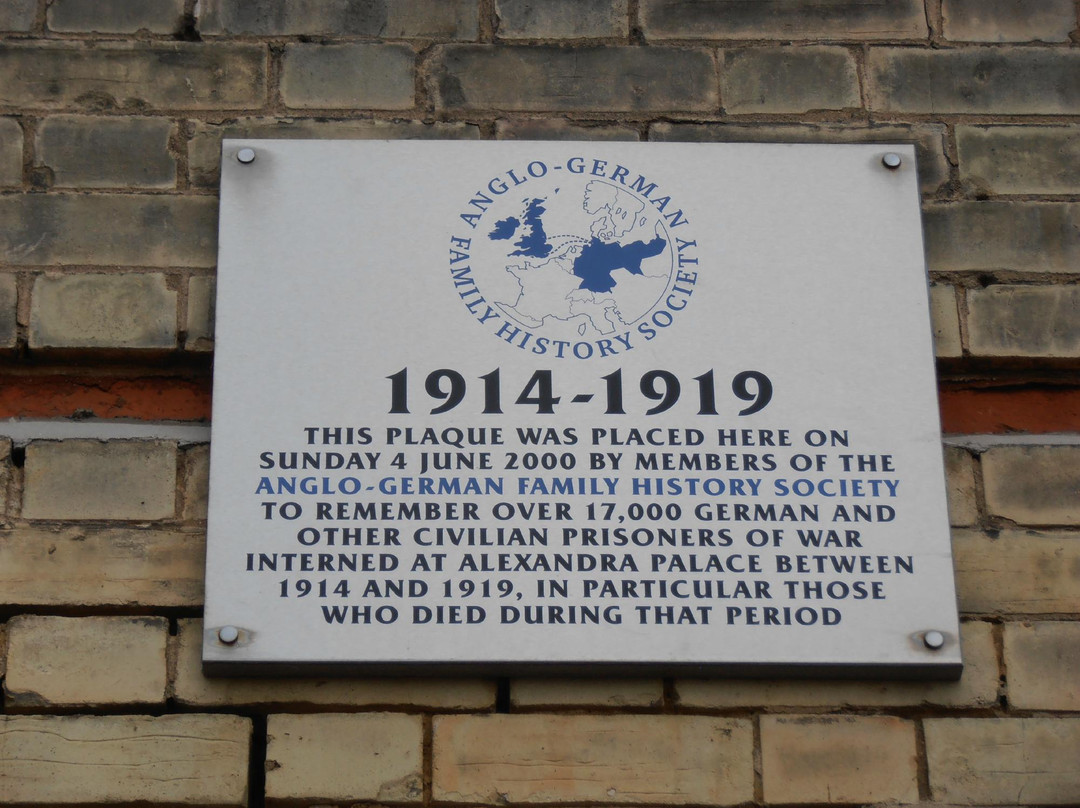 ANGLO-GERMAN
FAMILY HISTORY SOCIETY
1914-1919
THIS PLAQUE WAS PLACED HERE ON
SUNDAY 4 JUNE 2000 BY MEMBERS OF THE
ANGLO-GERMAN FAMILY HISTORY SOCIETY
TO REMEMBER OVER 17,000 GERMAN AND
OTHER CIVILIAN PRISONERS OF WAR
INTERNED AT ALEXANDRA PALACE BETWEEN
1914 AND 1919, IN PARTICULAR THOSE
WHO DIED DURING THAT PERIOD